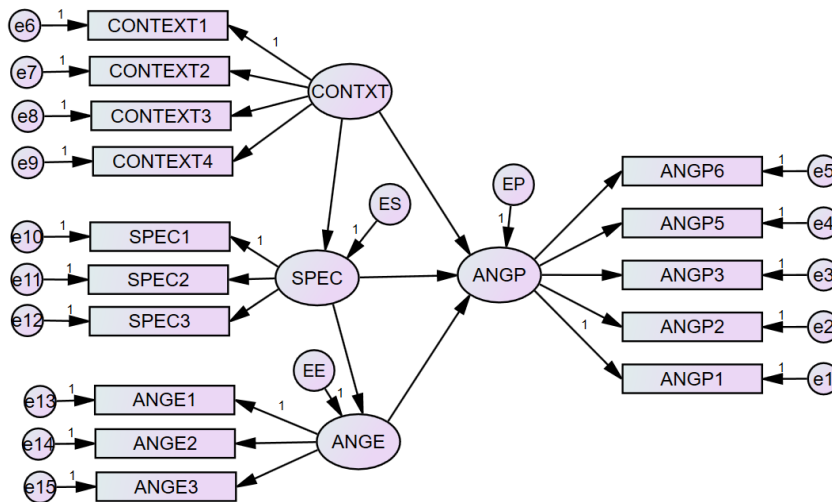 e6 1 CONTEXT1 1
e7 1 CONTEXT2
CONTXT
e8 1 CONTEXT3
e9 1 CONTEXT4
ANGP6 1 e5
EP
ES
ANGP5 1 e4
1
1
e10 1 SPEC1 1
e11 1 SPEC2
SPEC
ANGP
ANGP3 1 e3
e12 1 SPEC3
ANGP2 1 e2
1
EE
ANGP1 1 e1
1
e13 1 ANGE1 1
e14 1 ANGE2
ANGE
e15 1 ANGE3